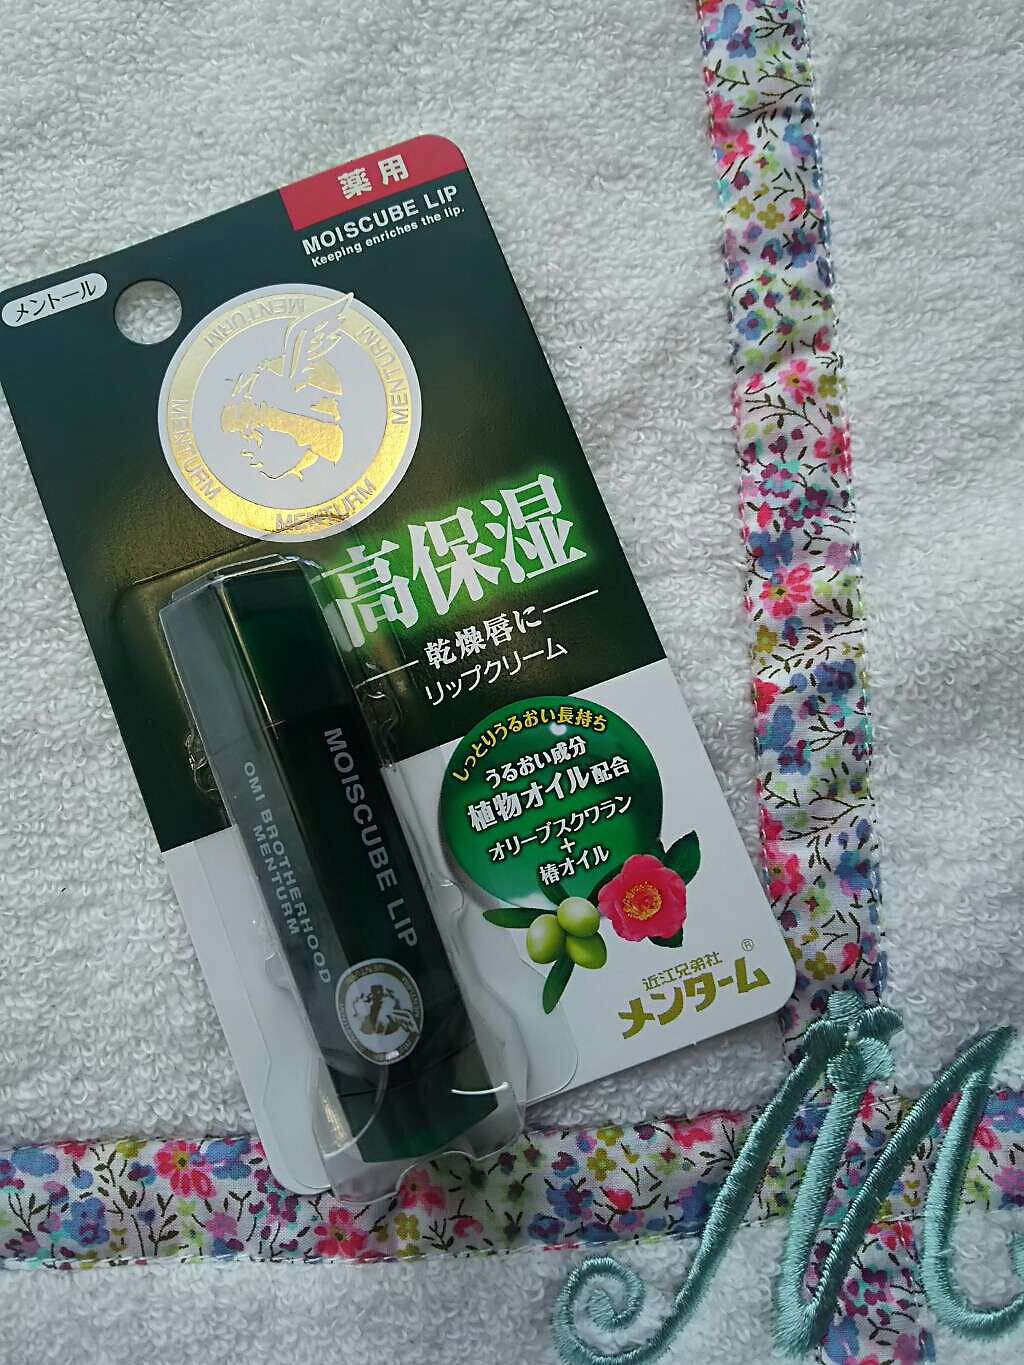 薬用
MOISCUBE LIP
Keeping enriches the lip.
メントール
MENTURM
MENTURM
MENTURM
MENTURM
MENTURM
高保湿
乾燥唇に
リップクリーム
しっとりうるおい長持ち
うるおい成分
植物オイル配合
オリーブスクワラン
+
椿オイル
MOISCUBE LIP
OMI BROTHERHOOD
MENTURM
近江兄弟社
メンターム®
M